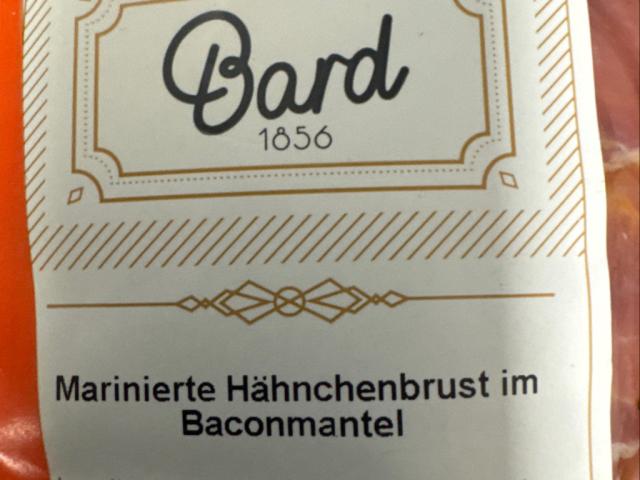 Bard
1856
Marinierte Hähnchenbrust im
Baconmantel